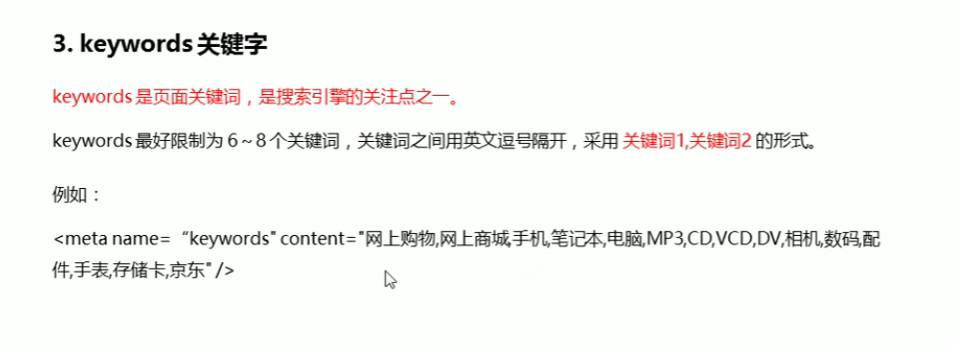 3. keywords 关键字
keywords 是页面关键词，是搜索引擎的关注点之一。
keywords 最好限制为 6~8 个关键词，关键词之间用英文逗号隔开，采用 关键词1,关键词2 的形式。
例如：
<meta name=“keywords" content="网上购物,网上商城,手机,笔记本,电脑,MP3,CD,VCD,DV,相机,数码,配
件,手表,存储卡,京东" />